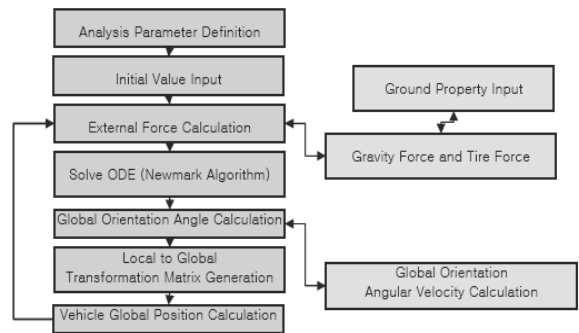 Analysis Parameter Definition
Initial Value Input
External Force Calculation
Solve ODE (Newmark Algorithm)
Global Orientation Angle Calculation
Local to Global
Transformation Matrix Generation
Vehicle Global Position Calculation
Ground Property Input
Gravity Force and Tire Force
Global Orientation
Angular Velocity Calculation